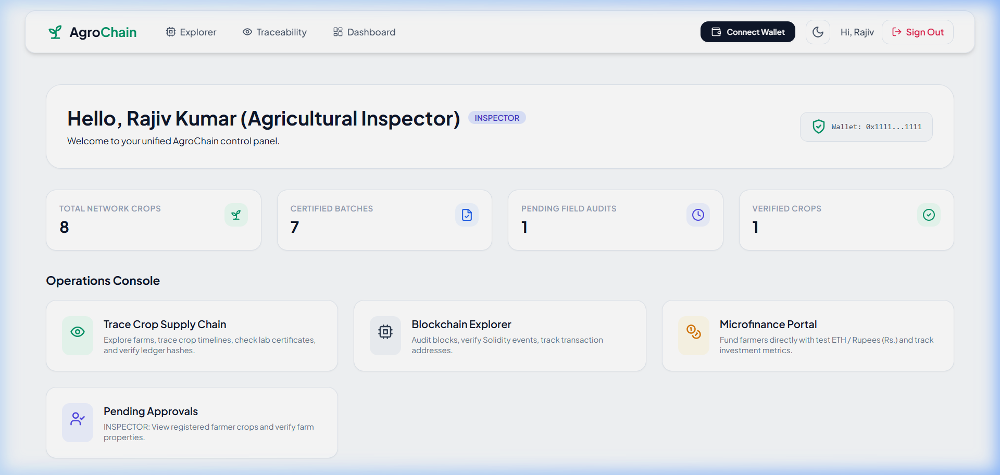 AgroChain
Explorer
Traceability
Dashboard
Connect Wallet
Hi, Rajiv
Sign Out
Hello, Rajiv Kumar (Agricultural Inspector)
INSPECTOR
Welcome to your unified AgroChain control panel.
Wallet: 0x1111...1111
TOTAL NETWORK CROPS
8
CERTIFIED BATCHES
7
PENDING FIELD AUDITS
1
VERIFIED CROPS
1
Operations Console
Trace Crop Supply Chain
Explore farms, trace crop timelines, check lab certificates,
and verify ledger hashes.
Blockchain Explorer
Audit blocks, verify Solidity events, track transaction
addresses.
Microfinance Portal
Fund farmers directly with test ETH / Rupees (Rs.) and track
investment metrics.
Pending Approvals
INSPECTOR: View registered farmer crops and verify farm
properties.